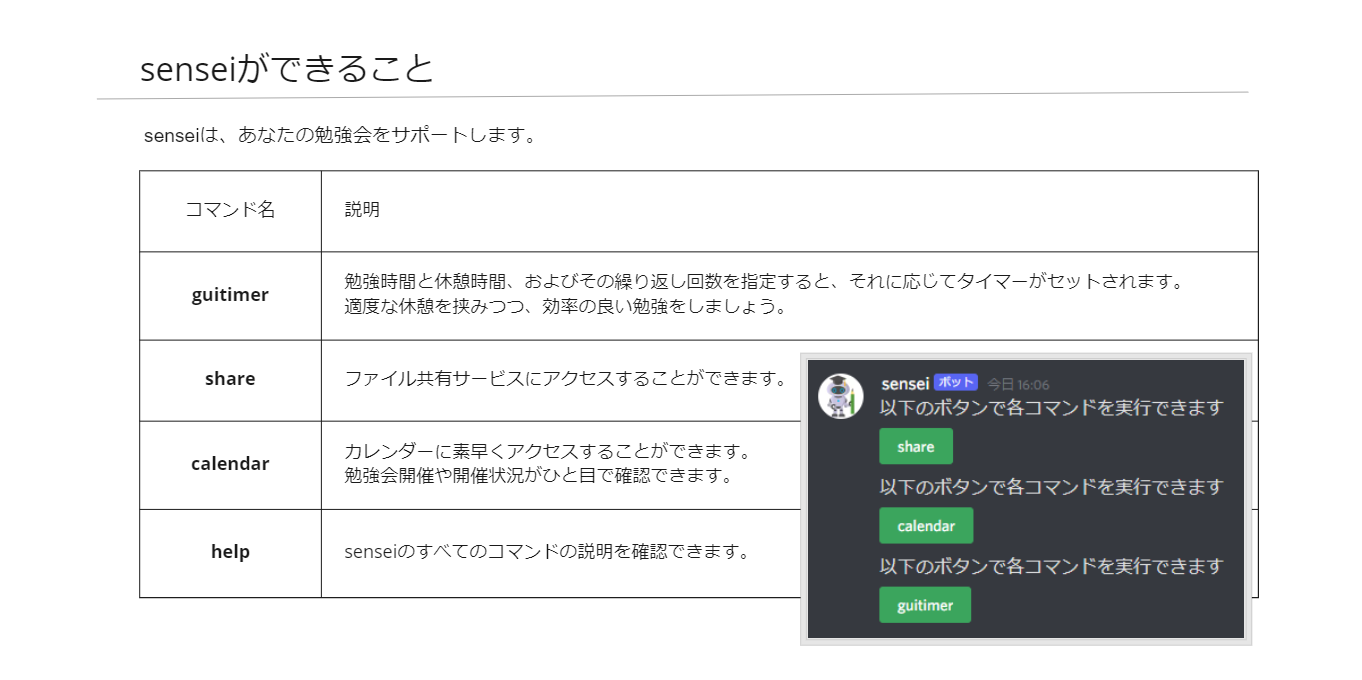 senseiができること
senseiは、あなたの勉強会をサポートします。
コマンド名
説明
guitimer
勉強時間と休憩時間、およびその繰り返し回数を指定すると、それに応じてタイマーがセットされます。
適度な休憩を挟みつつ、効率の良い勉強をしましょう。
share
ファイル共有サービスにアクセスすることができます。
calendar
カレンダーに素早くアクセスすることができます。
勉強会開催や開催状況がひと目で確認できます。
help
senseiのすべてのコマンドの説明を確認できます。
sensei ボット 今日 16:06
以下のボタンで各コマンドを実行できます
share
以下のボタンで各コマンドを実行できます
calendar
以下のボタンで各コマンドを実行できます
guitimer